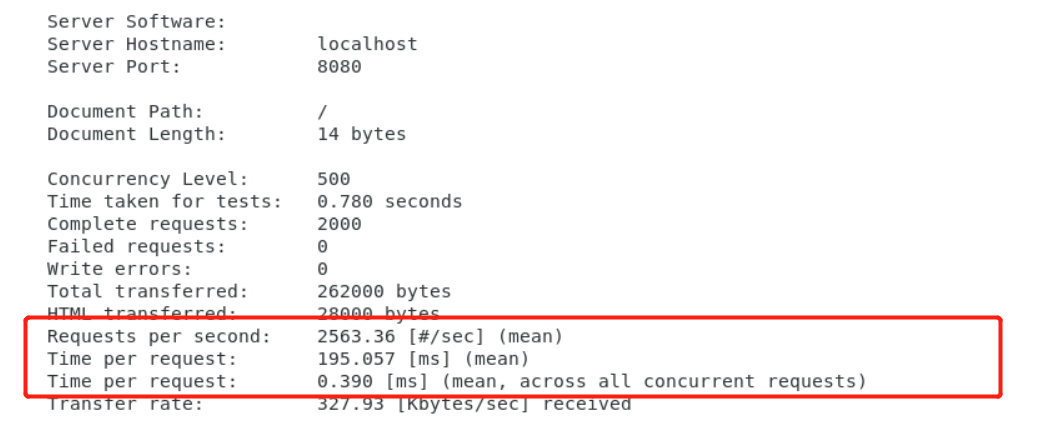 Server Software:
Server Hostname: localhost
Server Port: 8080
Document Path: /
Document Length: 14 bytes
Concurrency Level: 500
Time taken for tests: 0.780 seconds
Complete requests: 2000
Failed requests: 0
Write errors: 0
Total transferred: 262000 bytes
HTML transferred: 28000 bytes
Requests per second: 2563.36 [#/sec] (mean)
Time per request: 195.057 [ms] (mean)
Time per request: 0.390 [ms] (mean, across all concurrent requests)
Transfer rate: 327.93 [Kbytes/sec] received